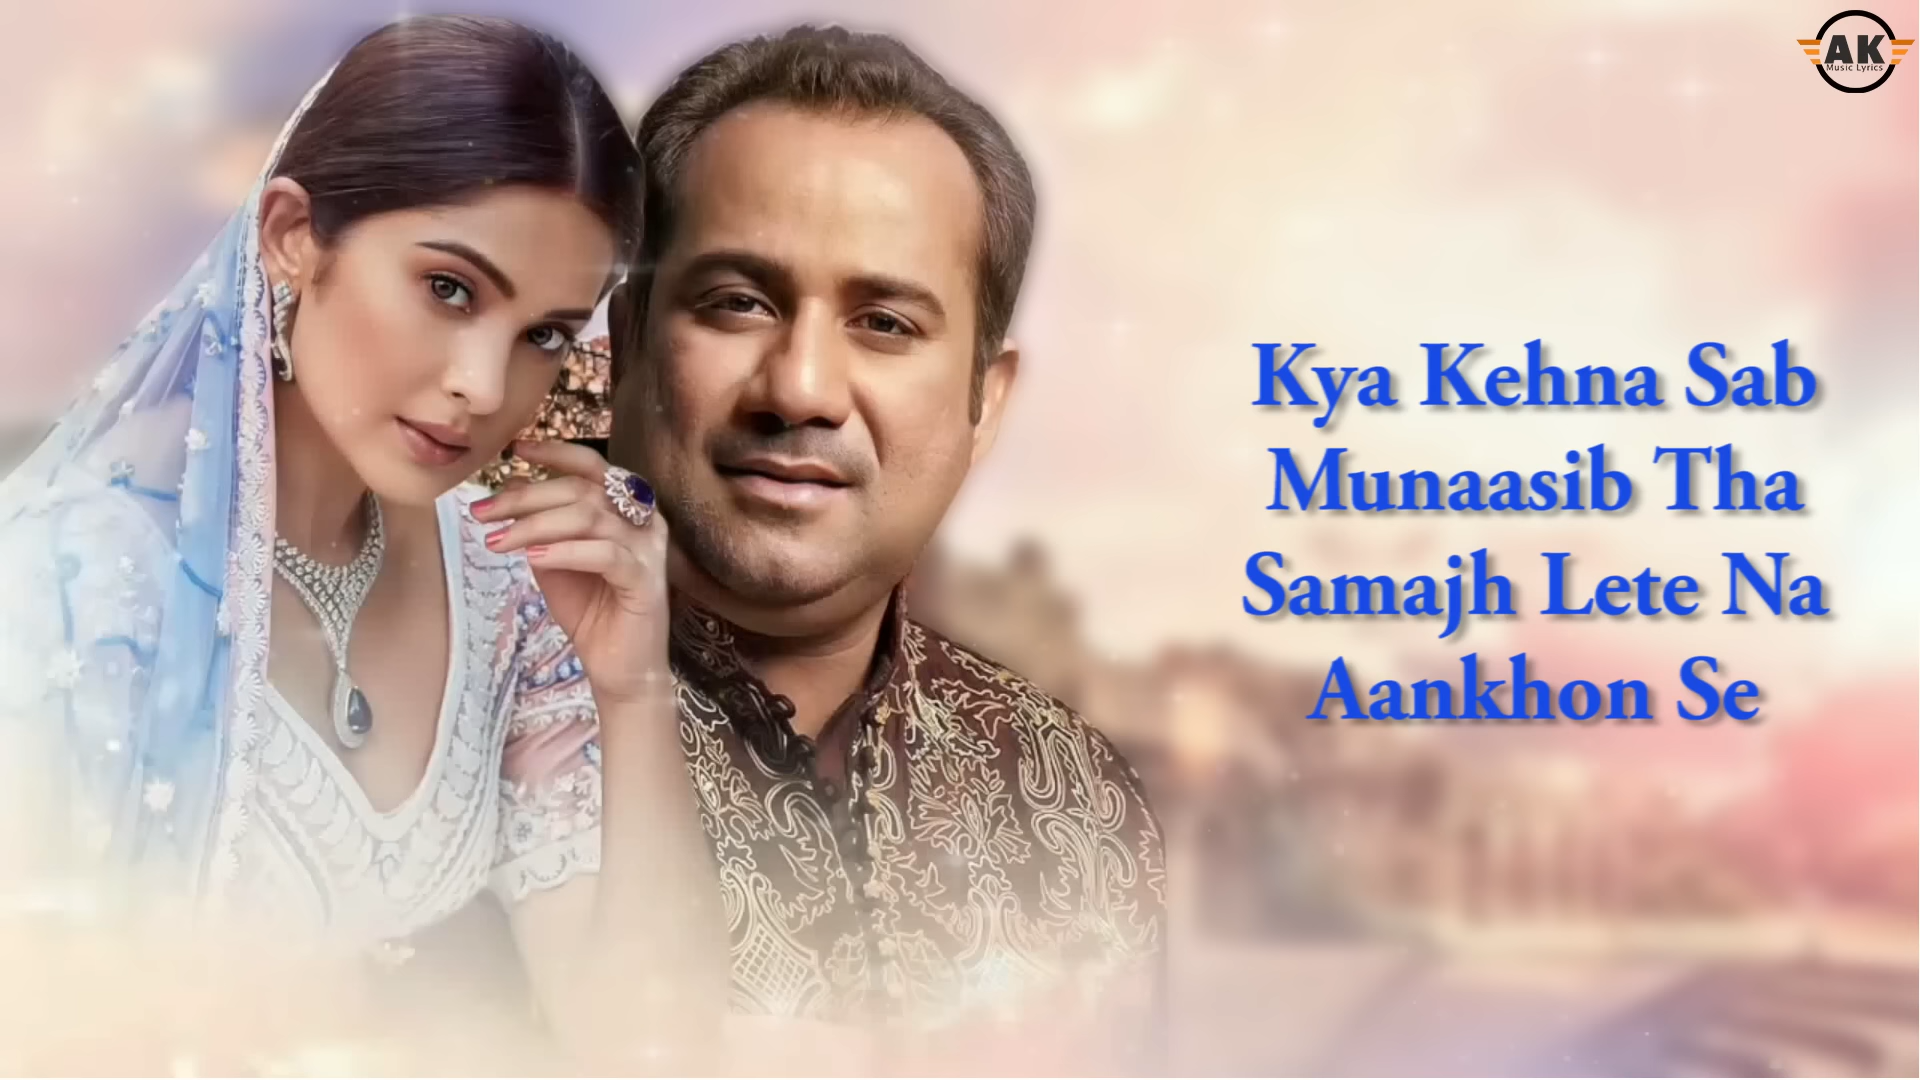 AK
Music Lyrics
Kya Kehna Sab
Munaasib Tha
Samajh Lete Na
Aankhon Se